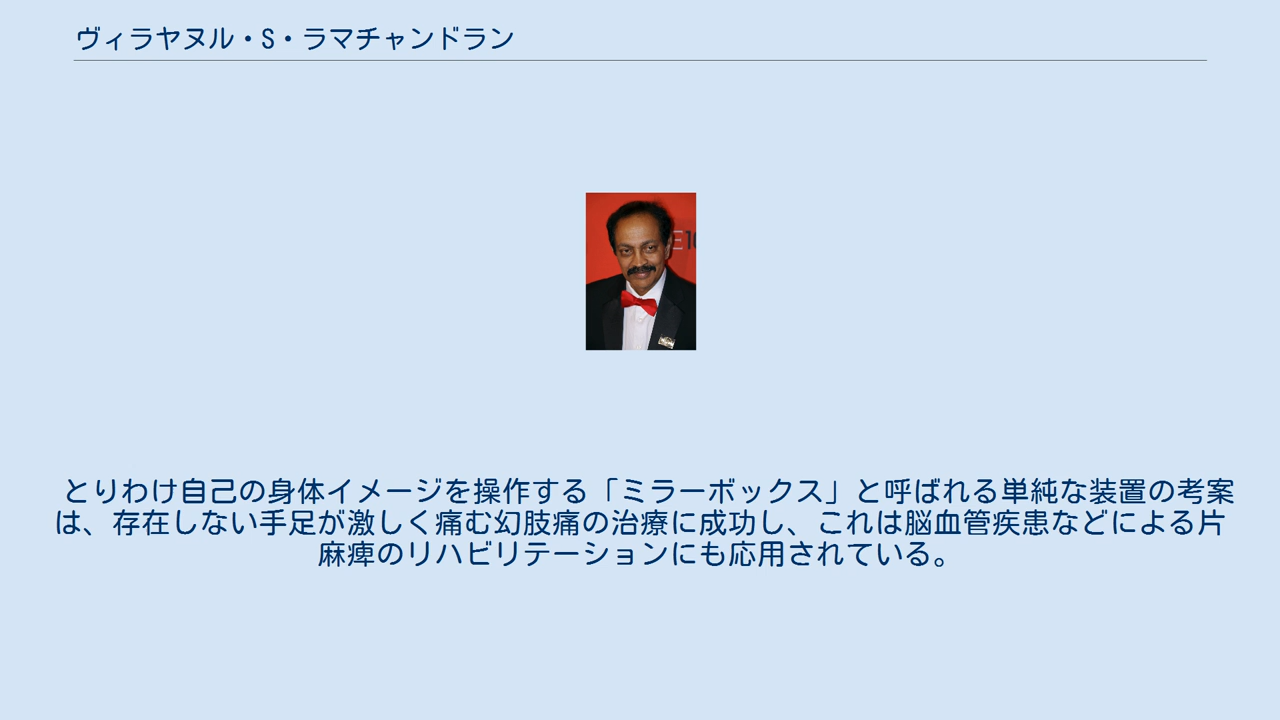 ヴィラヤヌル・S・ラマチャンドラン
とりわけ自己の身体イメージを操作する「ミラーボックス」と呼ばれる単純な装置の考案
は、存在しない手足が激しく痛む幻肢痛の治療に成功し、これは脳血管疾患などによる片
麻痺のリハビリテーションにも応用されている。